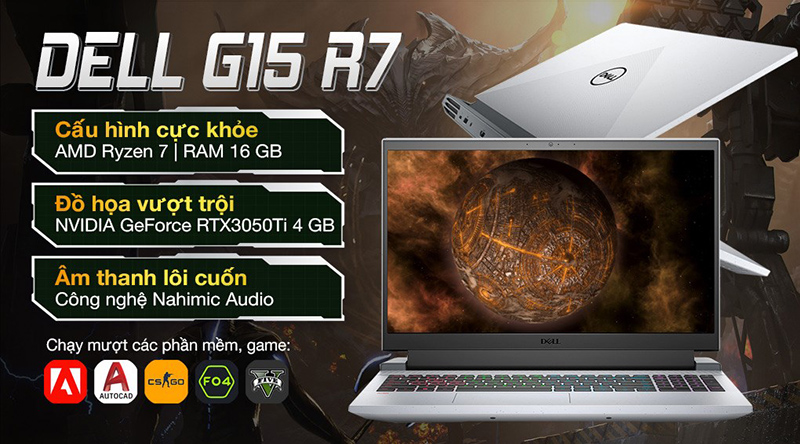 DELL G15 R7
Cấu hình cực khỏe
AMD Ryzen 7 | RAM 16 GB
Đồ họa vượt trội
NVIDIA GeForce RTX3050Ti 4 GB
Âm thanh lôi cuốn
Công nghệ Nahimic Audio
Chạy mượt các phần mềm, game:
A
AUTOCAD
CS:GO
FO4
V
FIVE
DELL
DELL